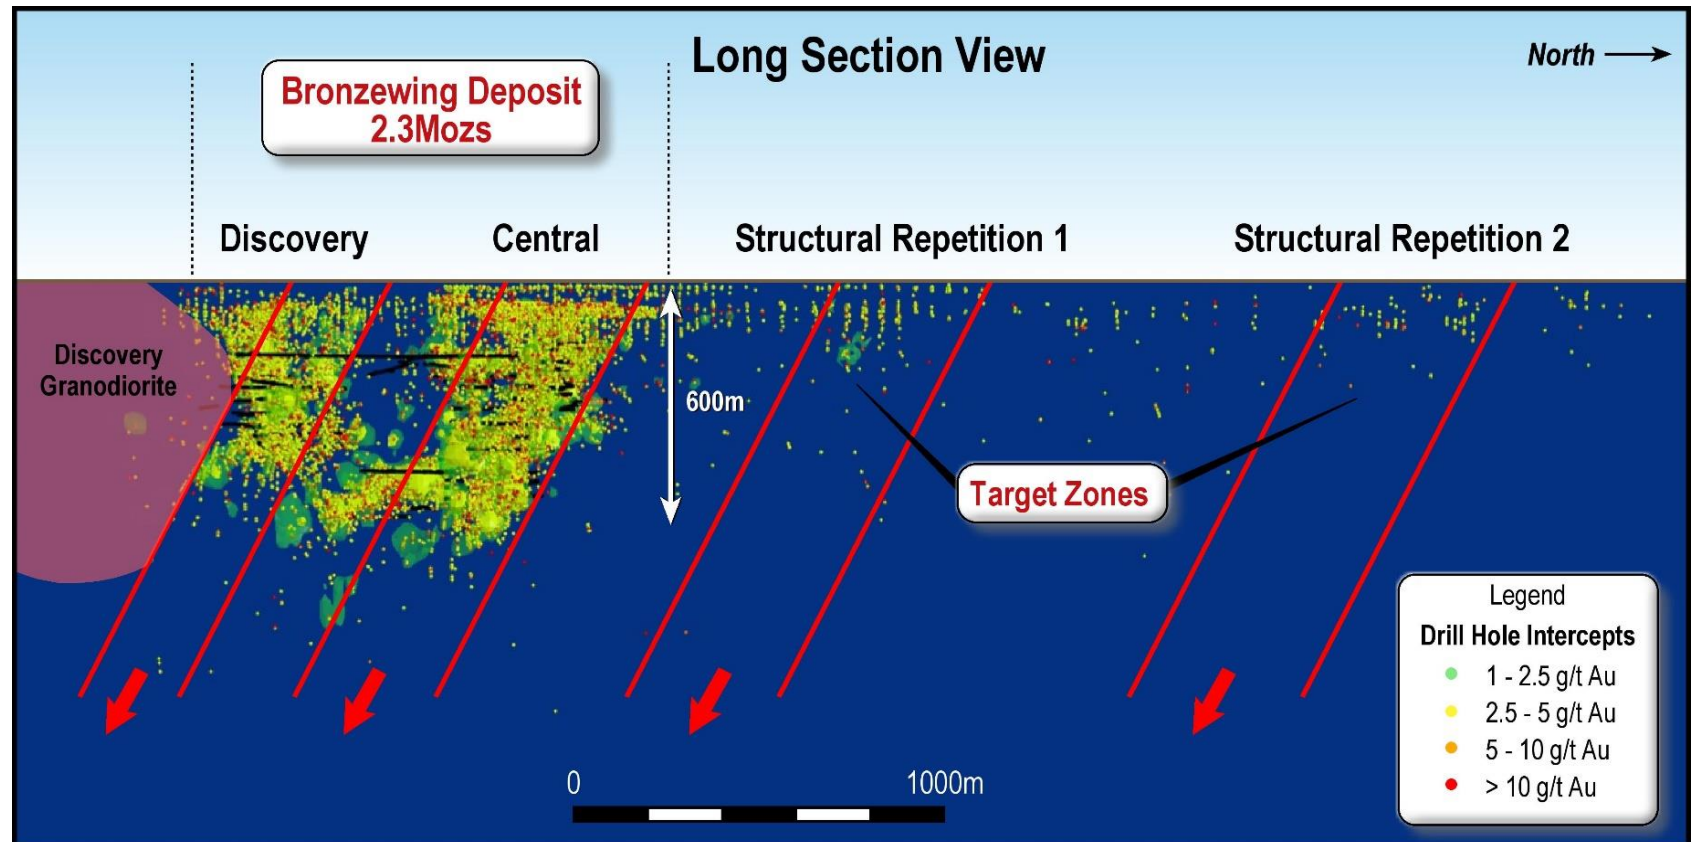 Long Section View
North
Bronzewing Deposit
2.3Mozs
Discovery
Central
Structural Repetition 1
Structural Repetition 2
Discovery
Granodiorite
600m
Target Zones
Legend
Drill Hole Intercepts
1 - 2.5 g/t Au
2.5 - 5 g/t Au
5 - 10 g/t Au
> 10 g/t Au
0
1000m